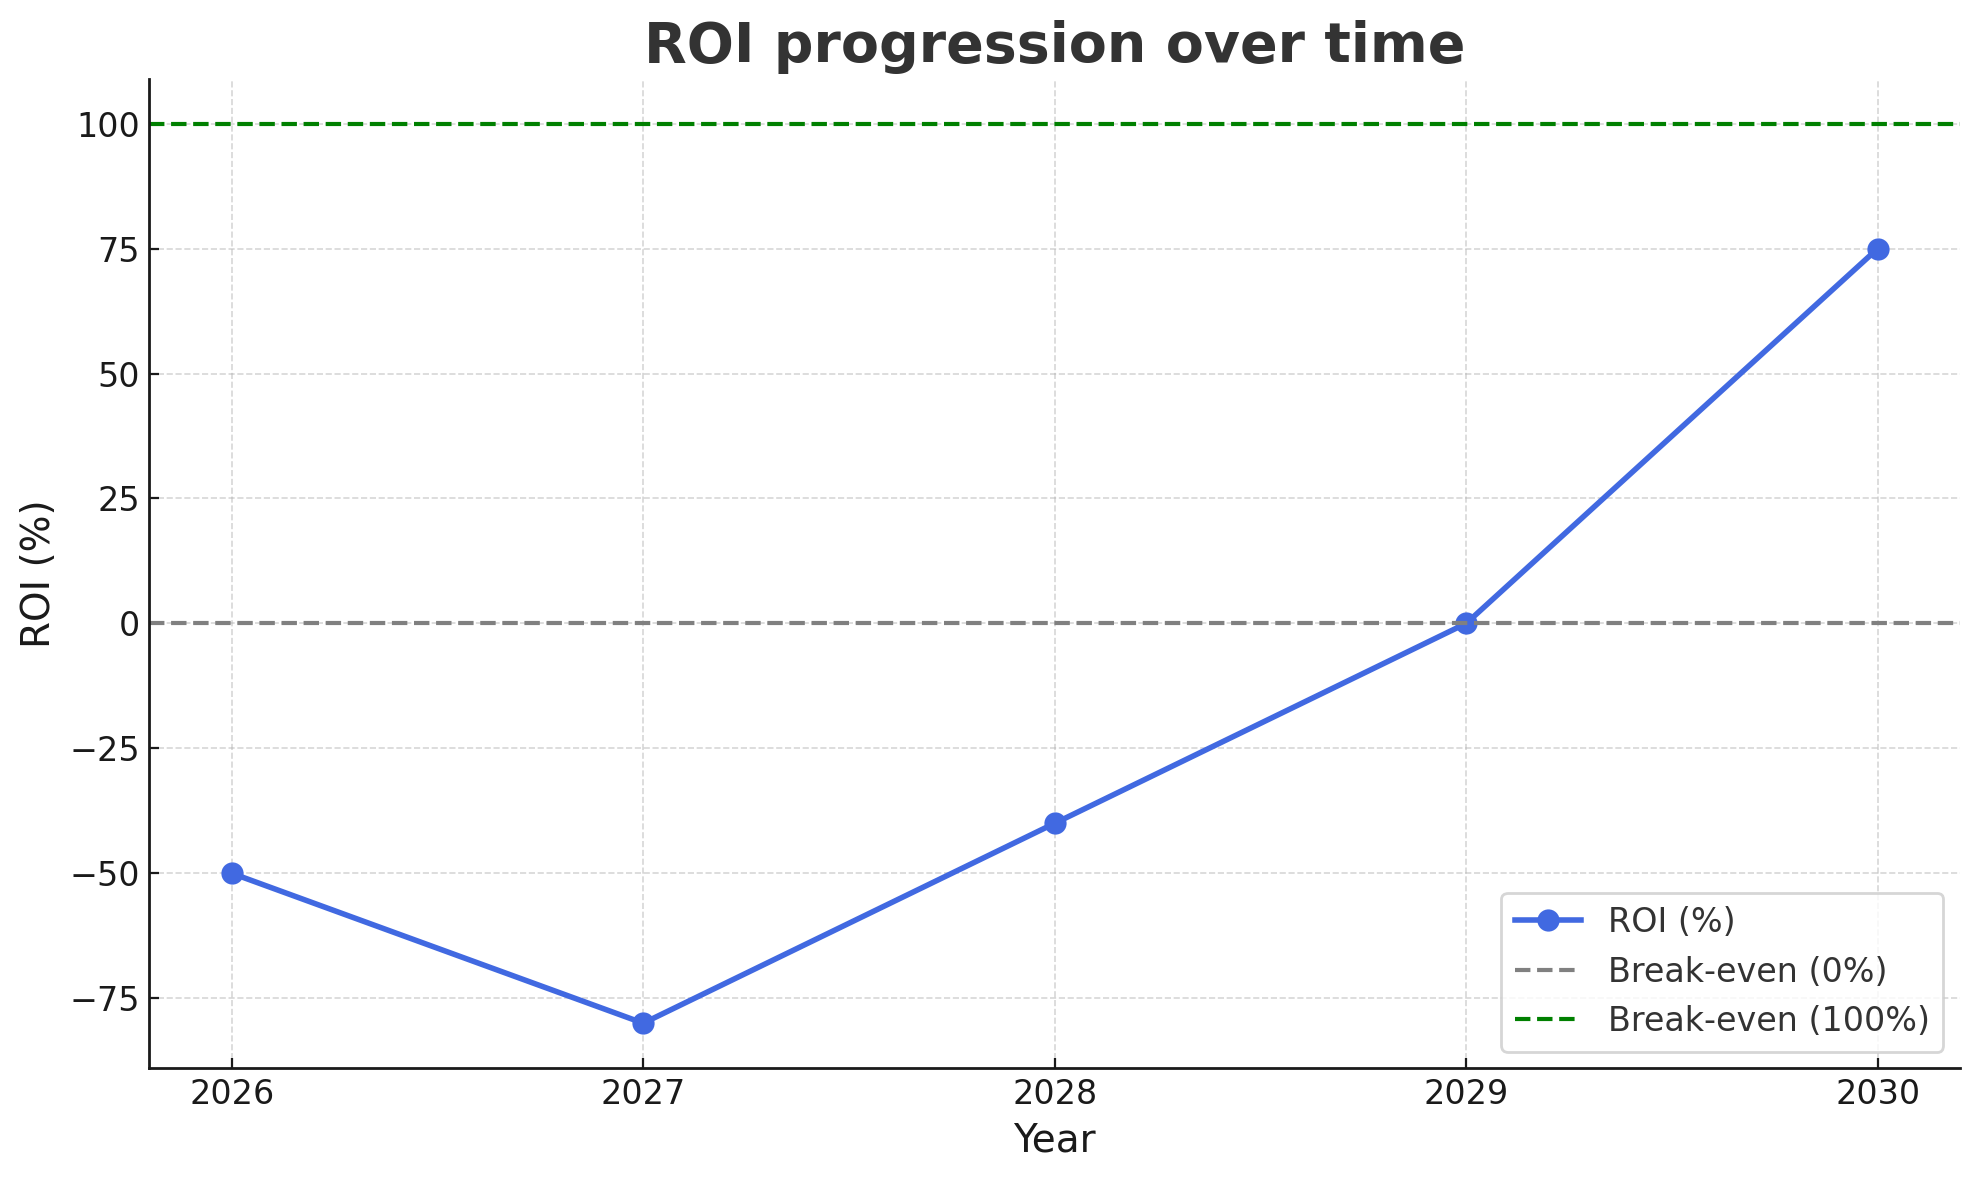 ROI progression over time
ROI (%)
100
75
50
25
0
−25
−50
−75
2026 2027 2028 2029 2030
Year
ROI (%)
Break-even (0%)
Break-even (100%)